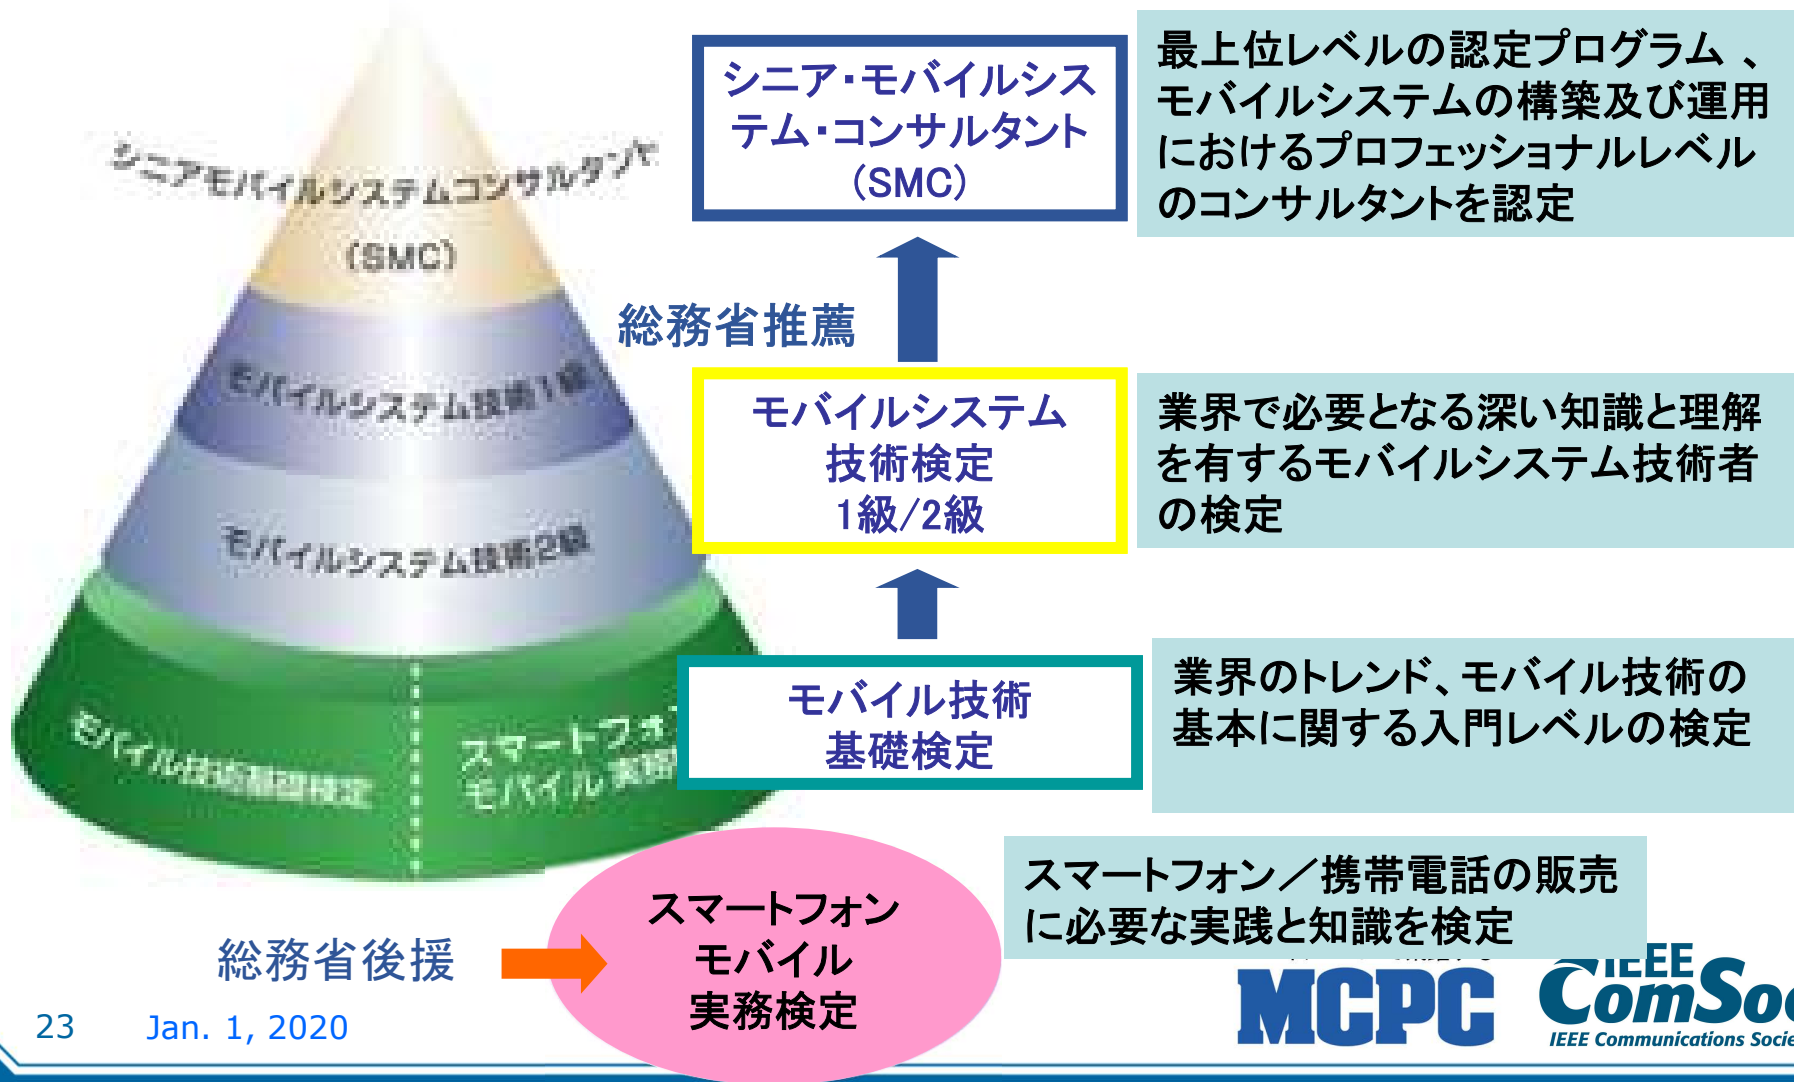 シニアモバイルシステムコンサルタント
(SMC)
モバイルシステム技術1級
モバイルシステム技術2級
モバイル技術基礎検定
スマートフォ
モバイル 実務
シニア・モバイルシス
テム・コンサルタント
(SMC)
最上位レベルの認定プログラム 、
モバイルシステムの構築及び運用
におけるプロフェッショナルレベル
のコンサルタントを認定
総務省推薦
モバイルシステム
技術検定
1級/2級
業界で必要となる深い知識と理解
を有するモバイルシステム技術者
の検定
モバイル技術
基礎検定
業界のトレンド、モバイル技術の
基本に関する入門レベルの検定
総務省後援
スマートフォン
モバイル
実務検定
スマートフォン／携帯電話の販売
に必要な実践と知識を検定
MCPC
IEEE
ComSoc
IEEE Communications Socie
23
Jan. 1, 2020